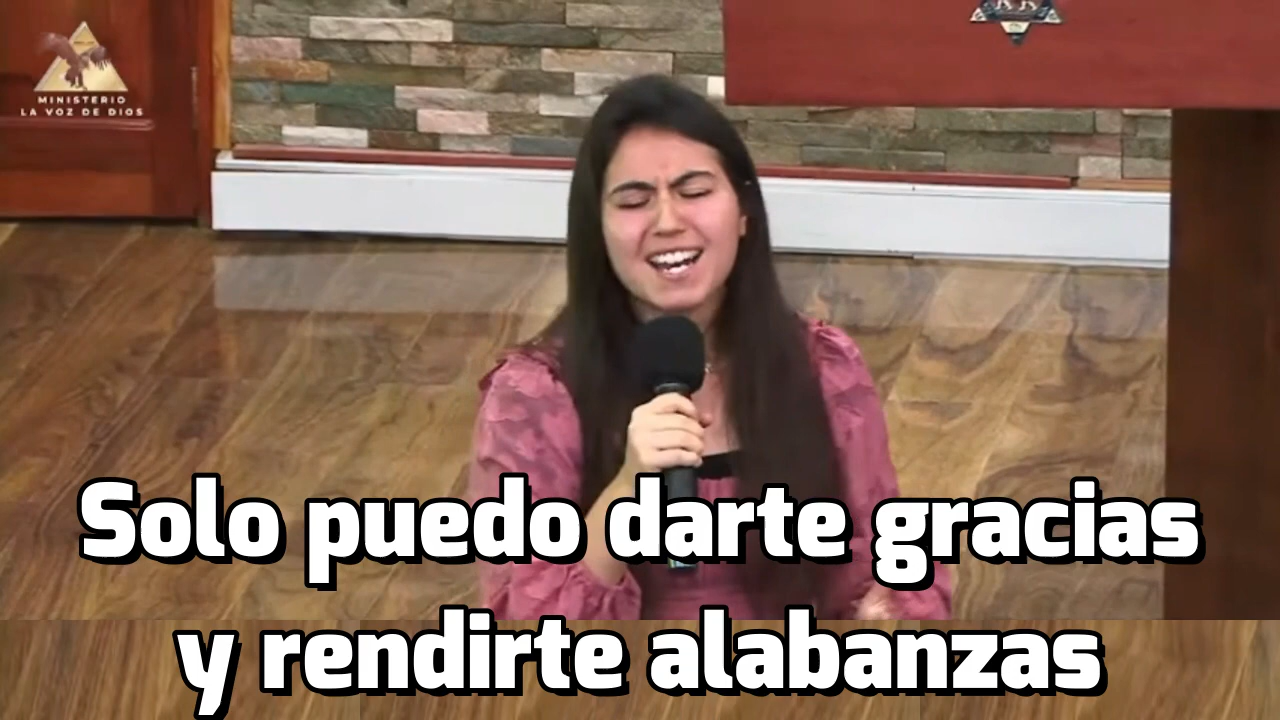 MINISTERIO
LA VOZ DE DIOS
Solo puedo darte gracias
y rendirte alabanzas